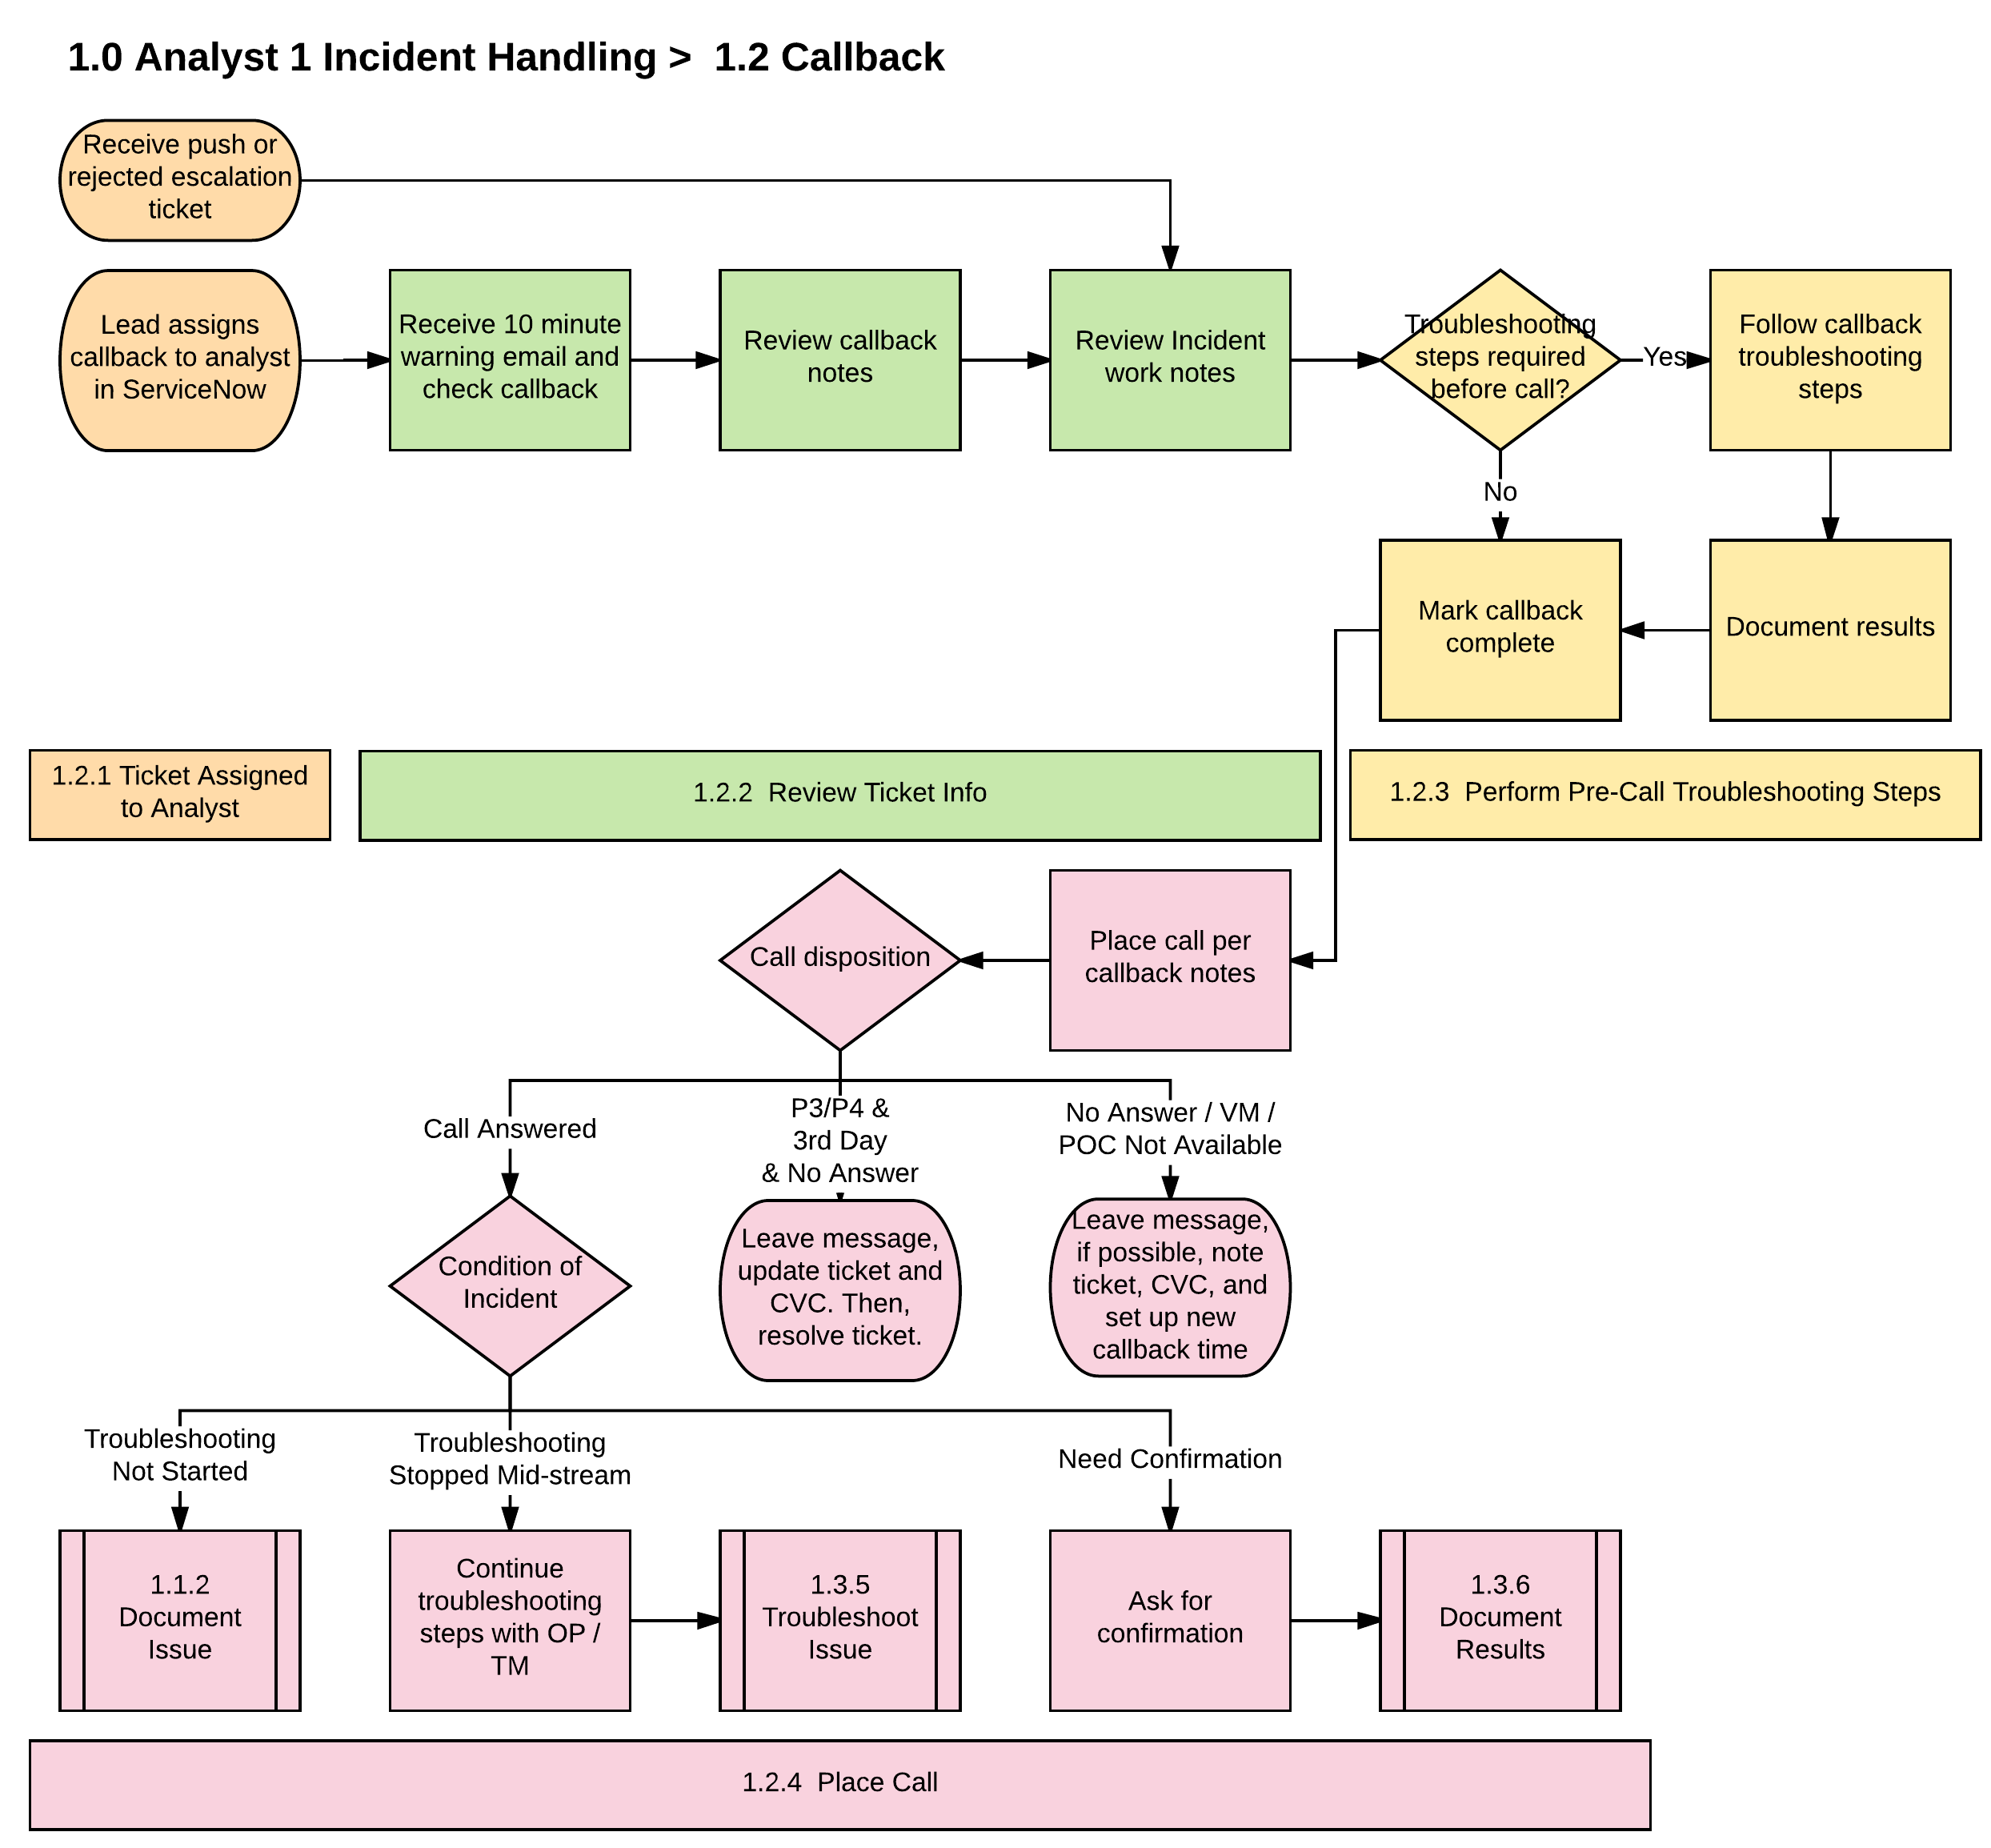 1.0 Analyst 1 Incident Handling >  1.2 Callback
Receive push or
rejected escalation
ticket
Lead assigns
callback to analyst
in ServiceNow
Receive 10 minute
warning email and
check callback
Review callback
notes
Review Incident
work notes
Troubleshooting
steps required
before call?
Yes
Follow callback
troubleshooting
steps
No
Mark callback
complete
Document results
1.2.1 Ticket Assigned
to Analyst
1.2.2  Review Ticket Info
1.2.3  Perform Pre-Call Troubleshooting Steps
Call disposition
Place call per
callback notes
Call Answered
P3/P4 &
3rd Day
& No Answer
No Answer / VM /
POC Not Available
Condition of
Incident
Leave message,
update ticket and
CVC. Then,
resolve ticket.
Leave message,
if possible, note
ticket, CVC, and
set up new
callback time
Troubleshooting
Not Started
Troubleshooting
Stopped Mid-stream
Need Confirmation
1.1.2
Document
Issue
Continue
troubleshooting
steps with OP /
TM
1.3.5
Troubleshoot
Issue
Ask for
confirmation
1.3.6
Document
Results
1.2.4  Place Call